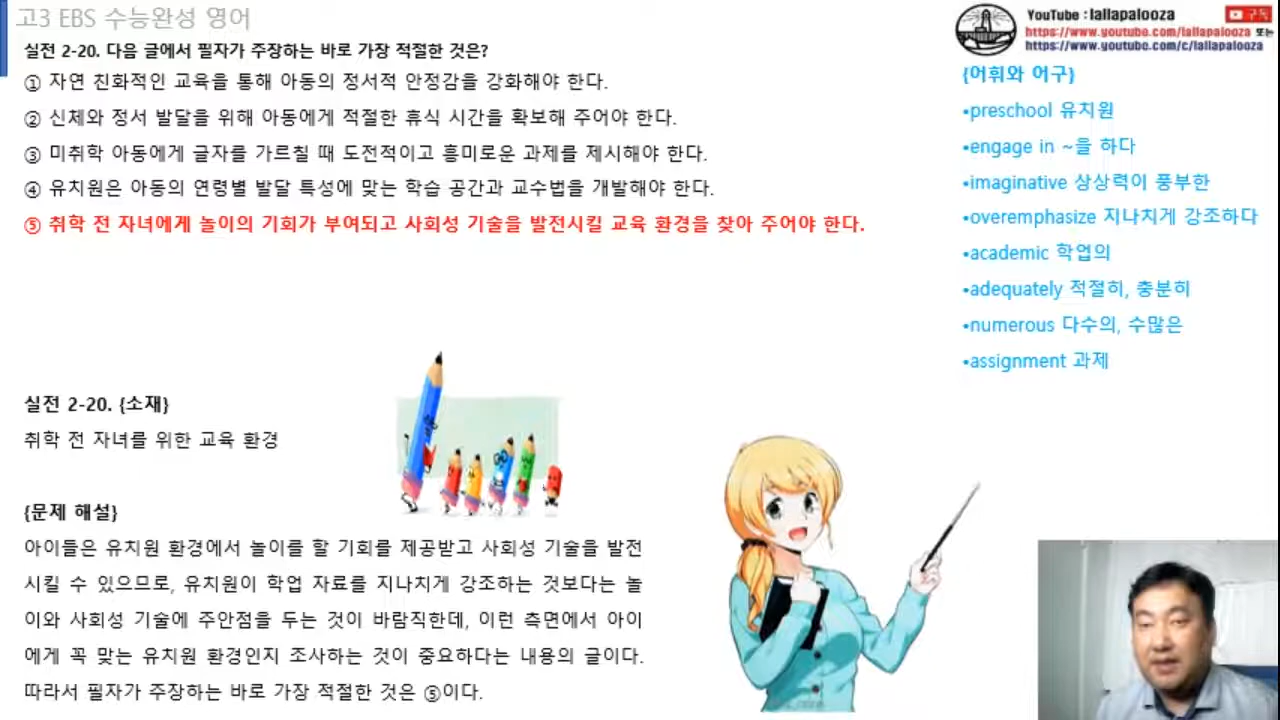 고3 EBS 수능완성 영어
실전 2-20. 다음 글에서 필자가 주장하는 바로 가장 적절한 것은?
① 자연 친화적인 교육을 통해 아동의 정서적 안정감을 강화해야 한다.
② 신체와 정서 발달을 위해 아동에게 적절한 휴식 시간을 확보해 주어야 한다.
③ 미취학 아동에게 글자를 가르칠 때 도전적이고 흥미로운 과제를 제시해야 한다.
④ 유치원은 아동의 연령별 발달 특성에 맞는 학습 공간과 교수법을 개발해야 한다.
⑤ 취학 전 자녀에게 놀이의 기회가 부여되고 사회성 기술을 발전시킬 교육 환경을 찾아 주어야 한다.
실전 2-20. {소재}
취학 전 자녀를 위한 교육 환경
{문제 해설}
아이들은 유치원 환경에서 놀이를 할 기회를 제공받고 사회성 기술을 발전
시킬 수 있으므로, 유치원이 학업 자료를 지나치게 강조하는 것보다는 놀
이와 사회성 기술에 주안점을 두는 것이 바람직한데, 이런 측면에서 아이
에게 꼭 맞는 유치원 환경인지 조사하는 것이 중요하다는 내용의 글이다.
따라서 필자가 주장하는 바로 가장 적절한 것은 ⑤이다.
YouTube : lallapalooza
구독
https://www.youtube.com/lallapalooza 또는
https://www.youtube.com/c/lallapalooza
{어휘와 어구}
•preschool 유치원
•engage in ~을 하다
•imaginative 상상력이 풍부한
•overemphasize 지나치게 강조하다
•academic 학업의
•adequately 적절히, 충분히
•numerous 다수의, 수많은
•assignment 과제